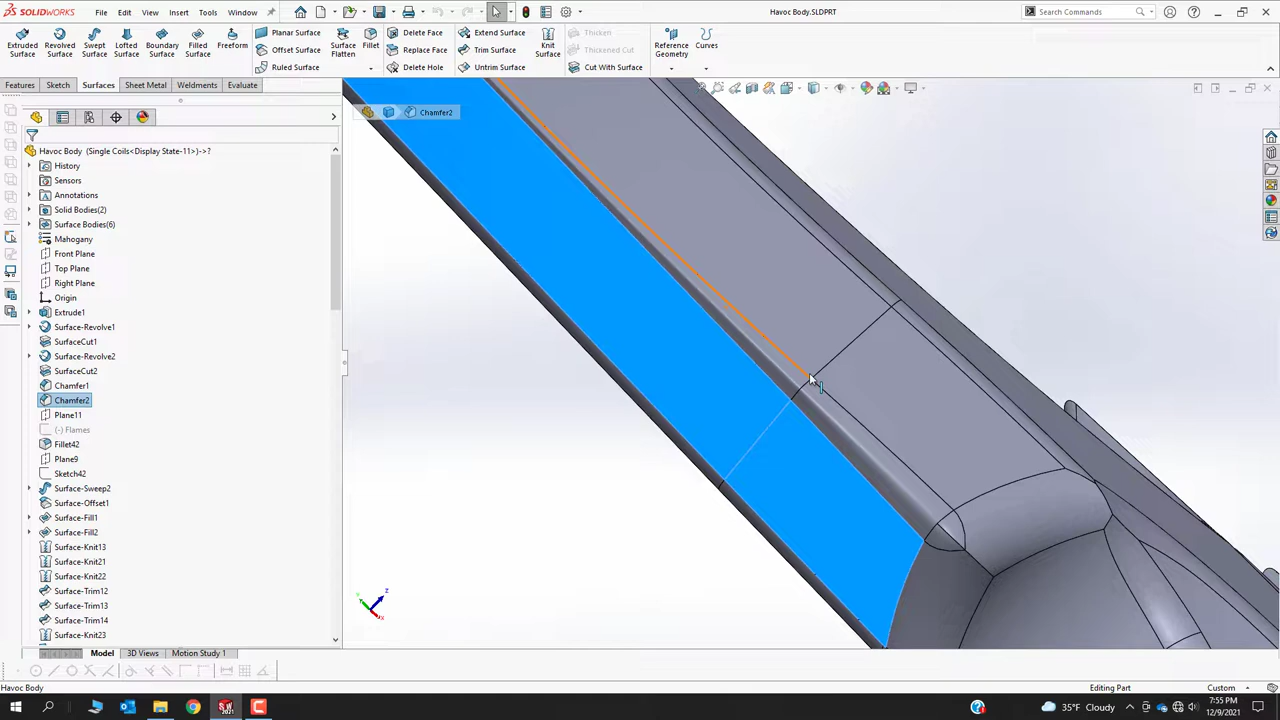 SOLIDWORKS File Edit View Insert Tools Window Havoc Body.SLDPRT Search Commands
Extruded Surface Revolved Surface Swept Surface Lofted Surface Boundary Surface Filled Surface Freeform Planar Surface Offset Surface Ruled Surface Surface Flatten Fillet Delete Face Replace Face Delete Hole Extend Surface Trim Surface Untrim Surface Knit Surface Thicken Thickened Cut Cut With Surface Reference Geometry Curves
Features Sketch Surfaces Sheet Metal Weldments Evaluate
Chamfer2
Havoc Body (Single Coils<Display State-11>)->?
History
Sensors
Annotations
Solid Bodies(2)
Surface Bodies(6)
Mahogany
Front Plane
Top Plane
Right Plane
Origin
Extrude1
Surface-Revolve1
SurfaceCut1
Surface-Revolve2
SurfaceCut2
Chamfer1
Chamfer2
Plane11
(-) Flames
Fillet42
Plane9
Sketch42
Surface-Sweep2
Surface-Offset1
Surface-Fill1
Surface-Fill2
Surface-Knit13
Surface-Knit21
Surface-Knit22
Surface-Trim12
Surface-Trim13
Surface-Trim14
Surface-Knit23
Model 3D Views Motion Study 1
Havoc Body Editing Part Custom
35°F Cloudy 7:55 PM
12/9/2021